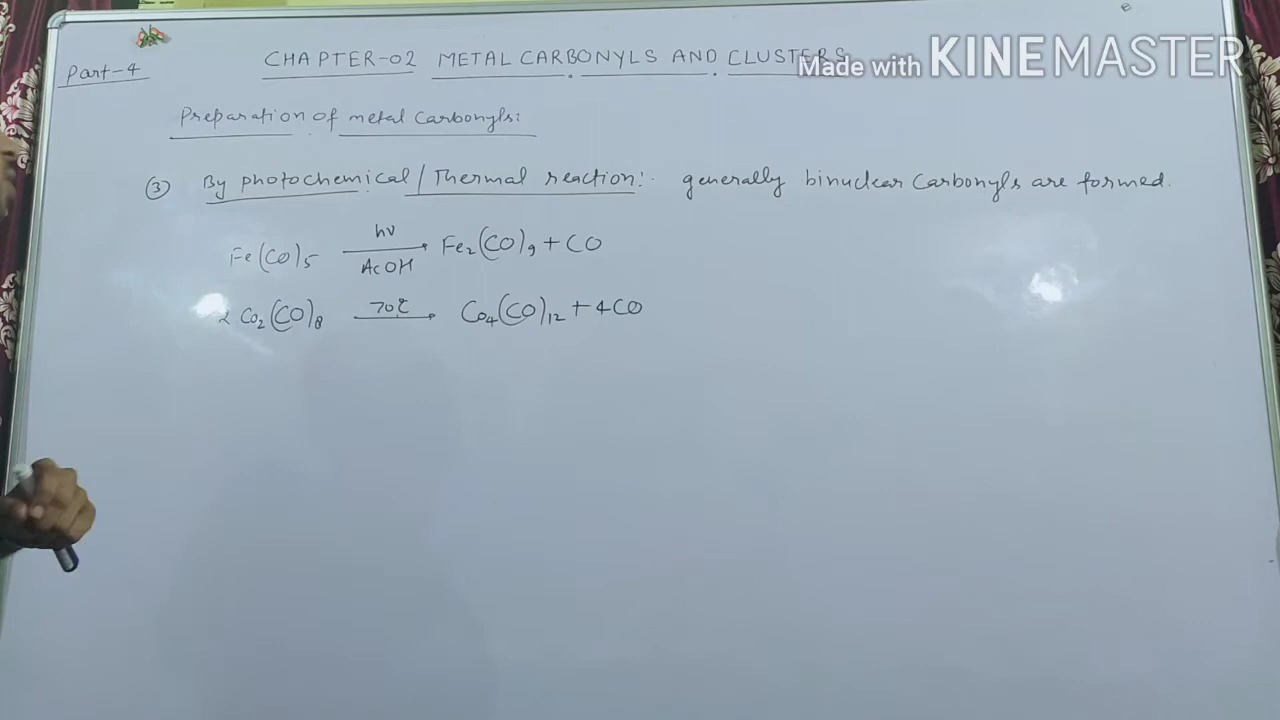 Part-4
CHAPTER-02 METAL CARBONYLS AND CLUSTERS
Made with KINEMASTER
Preparation of metal Carbonyls:
③ By photochemical/Thermal reaction:- generally binuclear Carbonyls are formed.
Fe(CO)₅ —hν/AcOH→ Fe₂(CO)₉ + CO
2 Co₂(CO)₈ —70℃→ Co₄(CO)₁₂ + 4CO